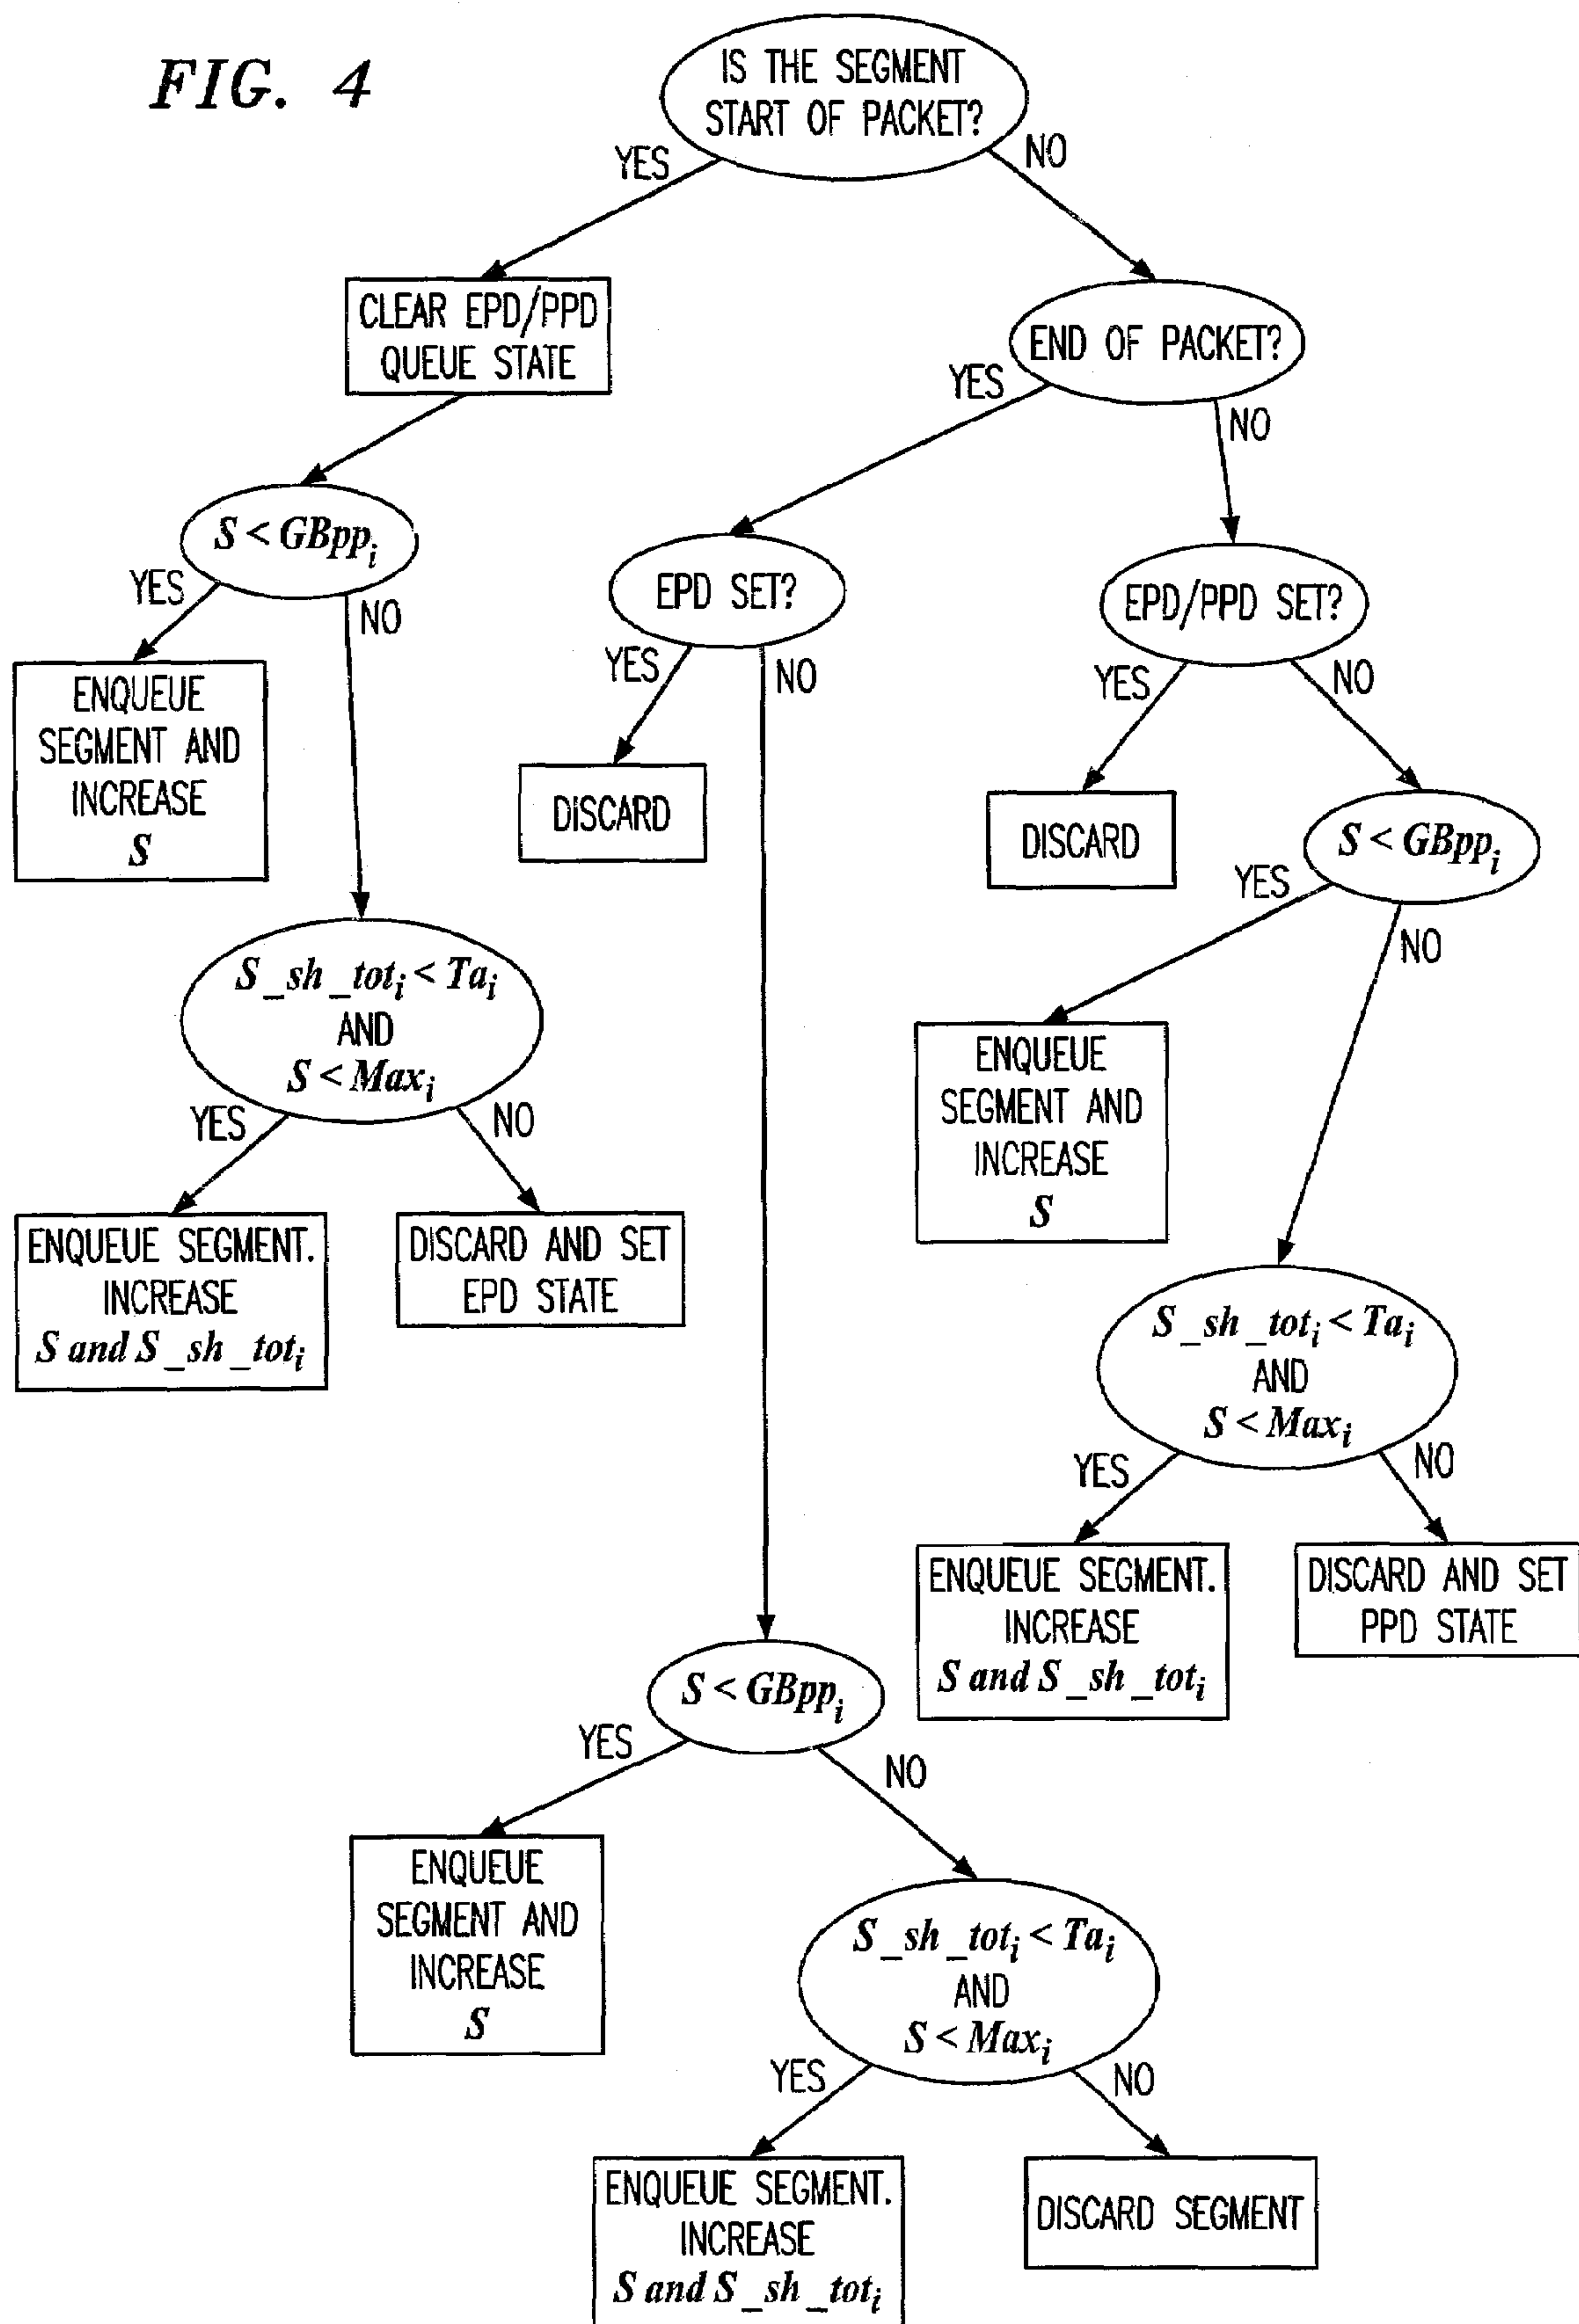 FIG. 4
IS THE SEGMENT
START OF PACKET?
YES
NO
CLEAR EPD/PPD
QUEUE STATE
END OF PACKET?
YES
NO
S < GBpp_i
YES
NO
EPD SET?
YES
NO
EPD/PPD SET?
YES
NO
ENQUEUE
SEGMENT AND
INCREASE
S
DISCARD
DISCARD
S < GBpp_i
YES
NO
S_sh_tot_i < Ta_i
AND
S < Max_i
YES
NO
ENQUEUE
SEGMENT AND
INCREASE
S
ENQUEUE SEGMENT.
INCREASE
S and S_sh_tot_i
DISCARD AND SET
EPD STATE
S_sh_tot_i < Ta_i
AND
S < Max_i
YES
NO
ENQUEUE SEGMENT.
INCREASE
S and S_sh_tot_i
DISCARD AND SET
PPD STATE
S < GBpp_i
YES
NO
ENQUEUE
SEGMENT AND
INCREASE
S
S_sh_tot_i < Ta_i
AND
S < Max_i
YES
NO
ENQUEUE SEGMENT.
INCREASE
S and S_sh_tot_i
DISCARD SEGMENT